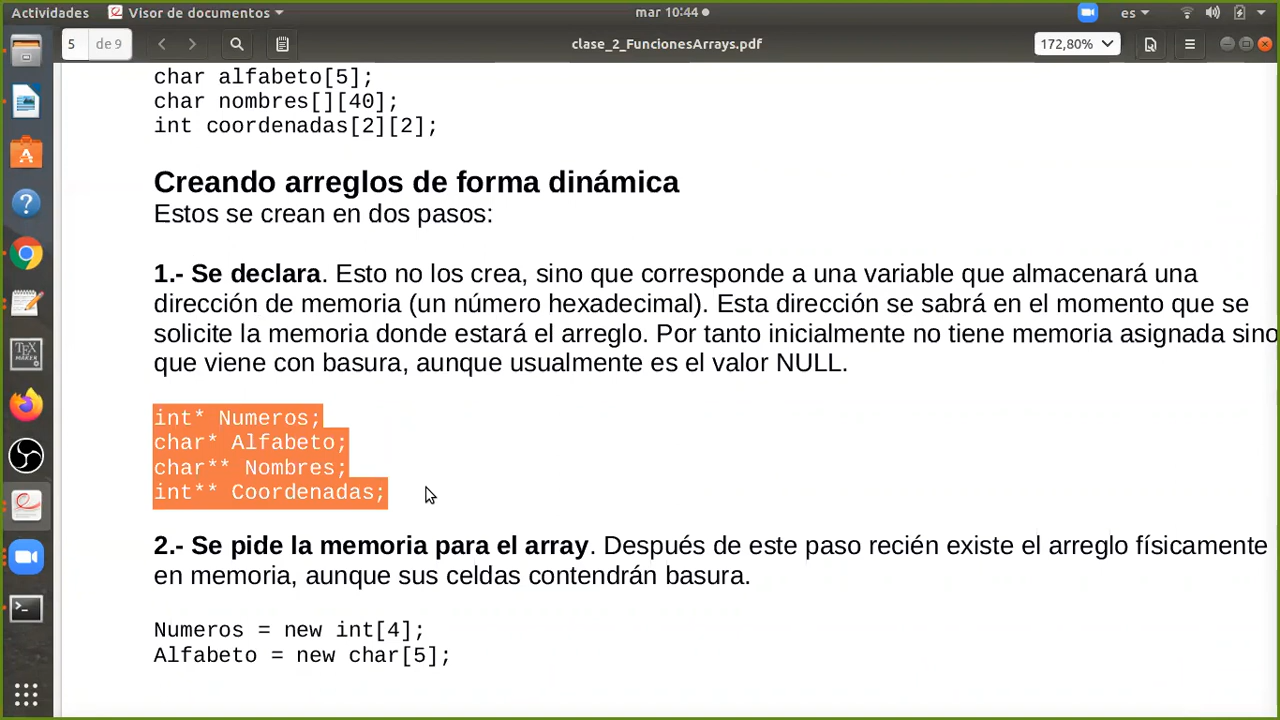 Actividades
Visor de documentos
mar 10:44
es
5
de 9
clase_2_FuncionesArrays.pdf
172,80%
char alfabeto[5];
char nombres[][40];
int coordenadas[2][2];
Creando arreglos de forma dinámica
Estos se crean en dos pasos:
1.- Se declara. Esto no los crea, sino que corresponde a una variable que almacenará una
dirección de memoria (un número hexadecimal). Esta dirección se sabrá en el momento que se
solicite la memoria donde estará el arreglo. Por tanto inicialmente no tiene memoria asignada sino
que viene con basura, aunque usualmente es el valor NULL.
int* Numeros;
char* Alfabeto;
char** Nombres;
int** Coordenadas;
2.- Se pide la memoria para el array. Después de este paso recién existe el arreglo físicamente
en memoria, aunque sus celdas contendrán basura.
Numeros = new int[4];
Alfabeto = new char[5];